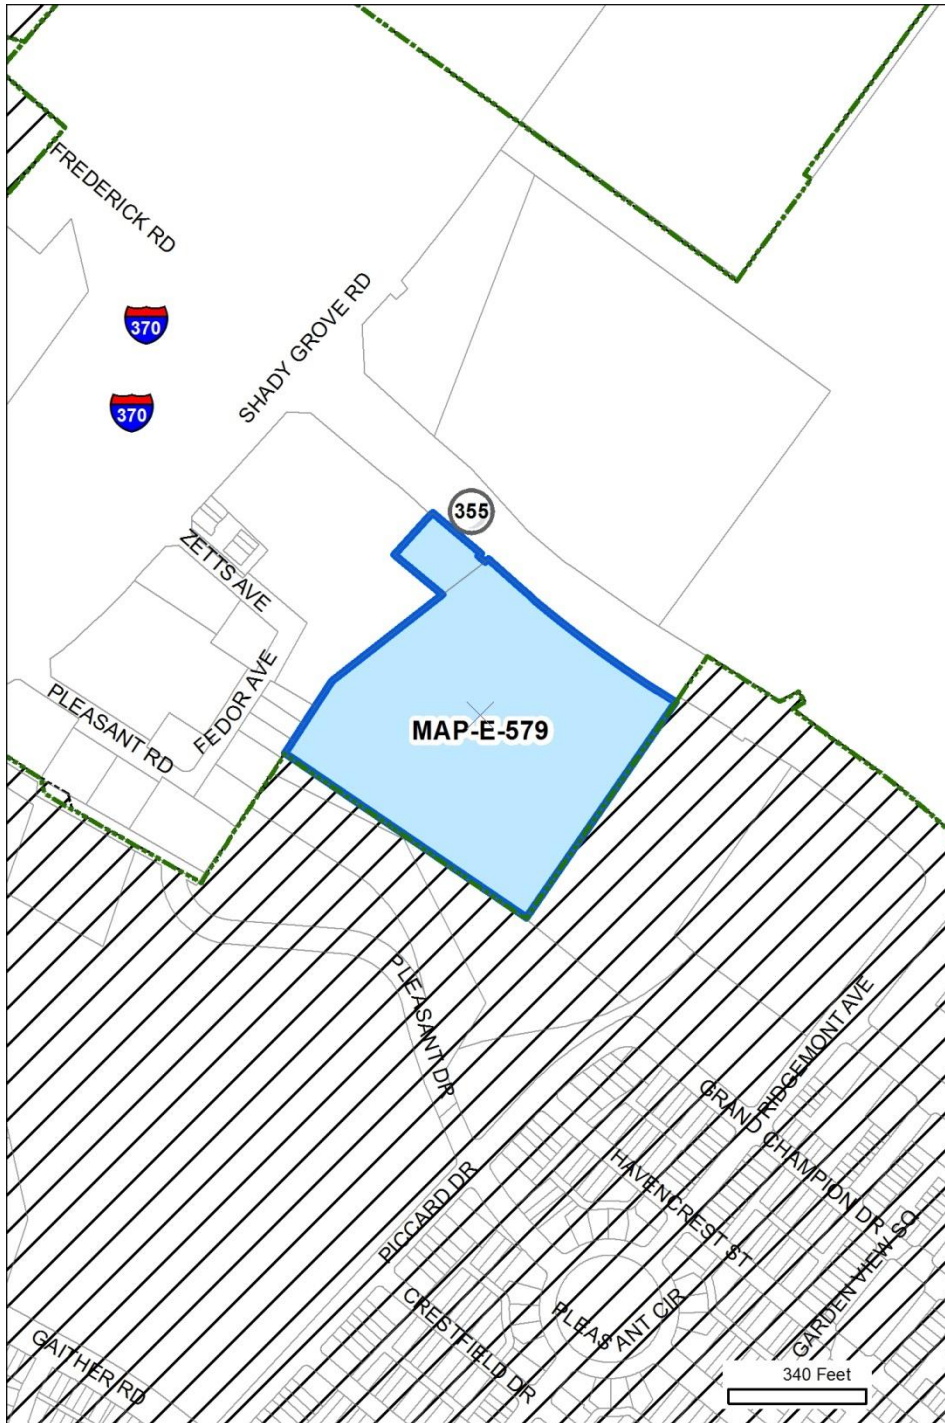 FREDERICK RD
370
SHADY GROVE RD
370
355
ZETTS AVE
FEDOR AVE
PLEASANT RD
MAP-E-579
PLEASANT DR
RIDGEMONT AVE
GRAND CHAMPION DR
HAVENCREST ST
PICCARD DR
GARDEN VIEW SQ
PLEASANT CIR
CRESTFIELD DR
GAITHER RD
340 Feet